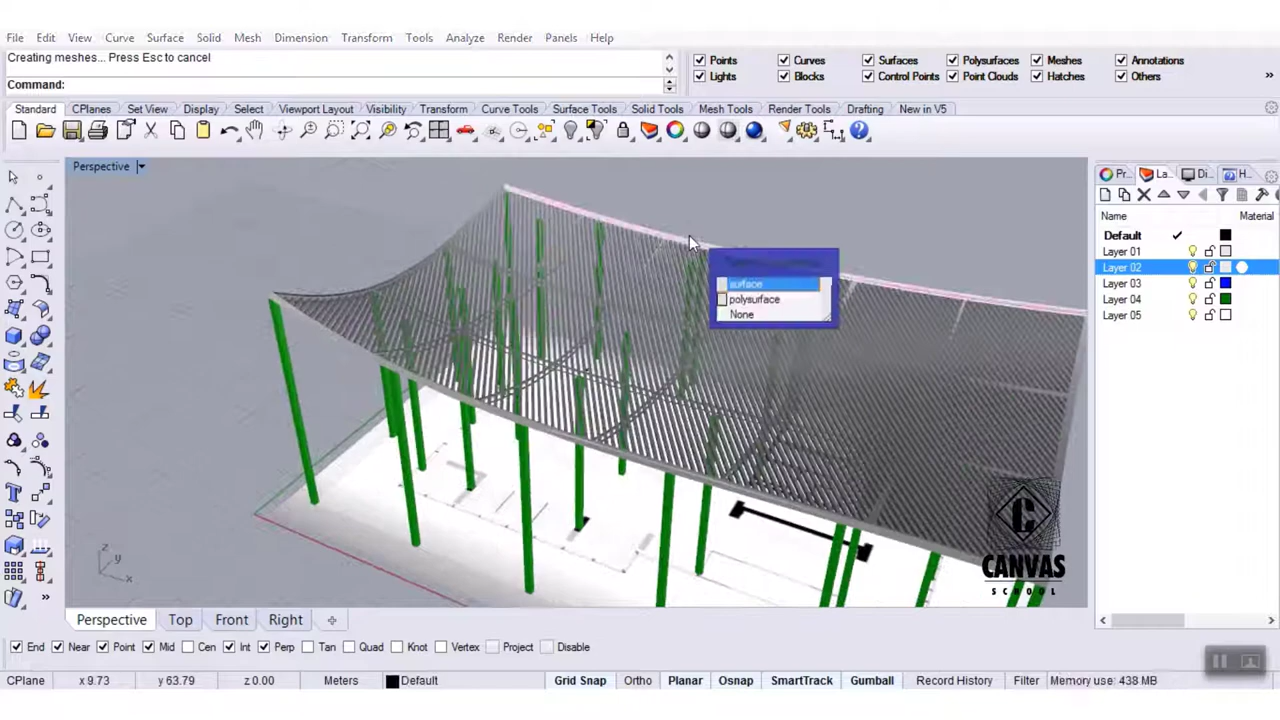 File Edit View Curve Surface Solid Mesh Dimension Transform Tools Analyze Render Panels Help
Creating meshes... Press Esc to cancel
Command:
Points Curves Surfaces Polysurfaces Meshes Annotations
Lights Blocks Control Points Point Clouds Hatches Others
Standard CPlanes Set View Display Select Viewport Layout Visibility Transform Curve Tools Surface Tools Solid Tools Mesh Tools Render Tools Drafting New in V5
Perspective
Pr... La... Di... H...
Name Material
Default
Layer 01
Layer 02
Layer 03
Layer 04
Layer 05
surface
polysurface
None
z
y
x
C
CANVAS
SCHOOL
Perspective Top Front Right
End Near Point Mid Cen Int Perp Tan Quad Knot Vertex Project Disable
CPlane x 9.73 y 63.79 z 0.00 Meters Default Grid Snap Ortho Planar Osnap SmartTrack Gumball Record History Filter Memory use: 438 MB